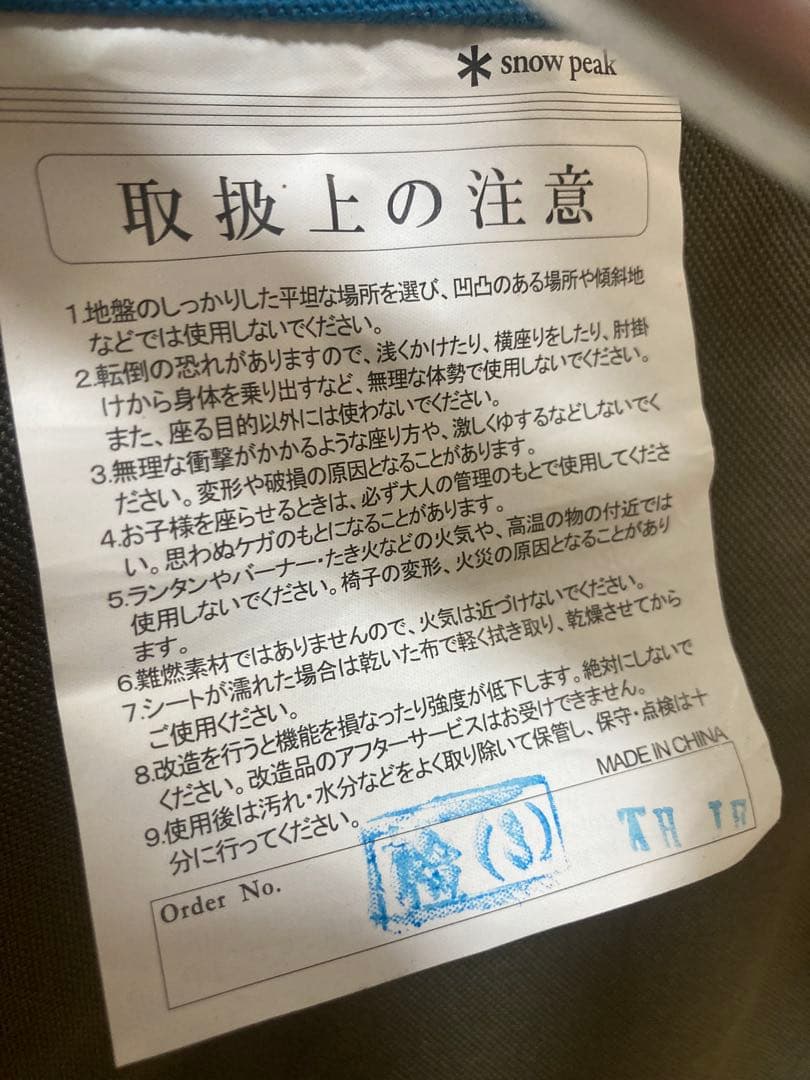 snow peak
取扱上の注意
1.地盤のしっかりした平坦な場所を選び、凹凸のある場所や傾斜地
などでは使用しないでください。
2.転倒の恐れがありますので、浅くかけたり、横座りをしたり、肘掛
けから身体を乗り出すなど、無理な体勢で使用しないでください。
また、座る目的以外には使わないでください。
3.無理な衝撃がかかるような座り方や、激しくゆするなどしないでく
ださい。変形や破損の原因となることがあります。
4.お子様を座らせるときは、必ず大人の管理のもとで使用してくださ
い。思わぬケガのもとになることがあります。
5.ランタンやバーナー・たき火などの火気や、高温の物の付近では
使用しないでください。椅子の変形、火災の原因となることがあり
ます。
6.難燃素材ではありませんので、火気は近づけないでください。
7.シートが濡れた場合は乾いた布で軽く拭き取り、乾燥させてから
ご使用ください。
8.改造を行うと機能を損なったり強度が低下します。絶対にしないで
ください。改造品のアフターサービスはお受けできません。
9.使用後は汚れ・水分などをよく取り除いて保管し、保守・点検は十
分に行ってください。
MADE IN CHINA
Order No.
検(3)